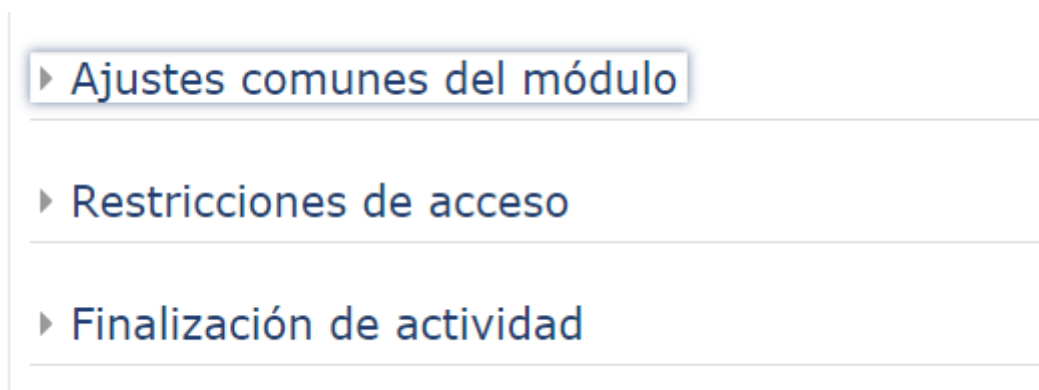 Ajustes comunes del módulo
Restricciones de acceso
Finalización de actividad